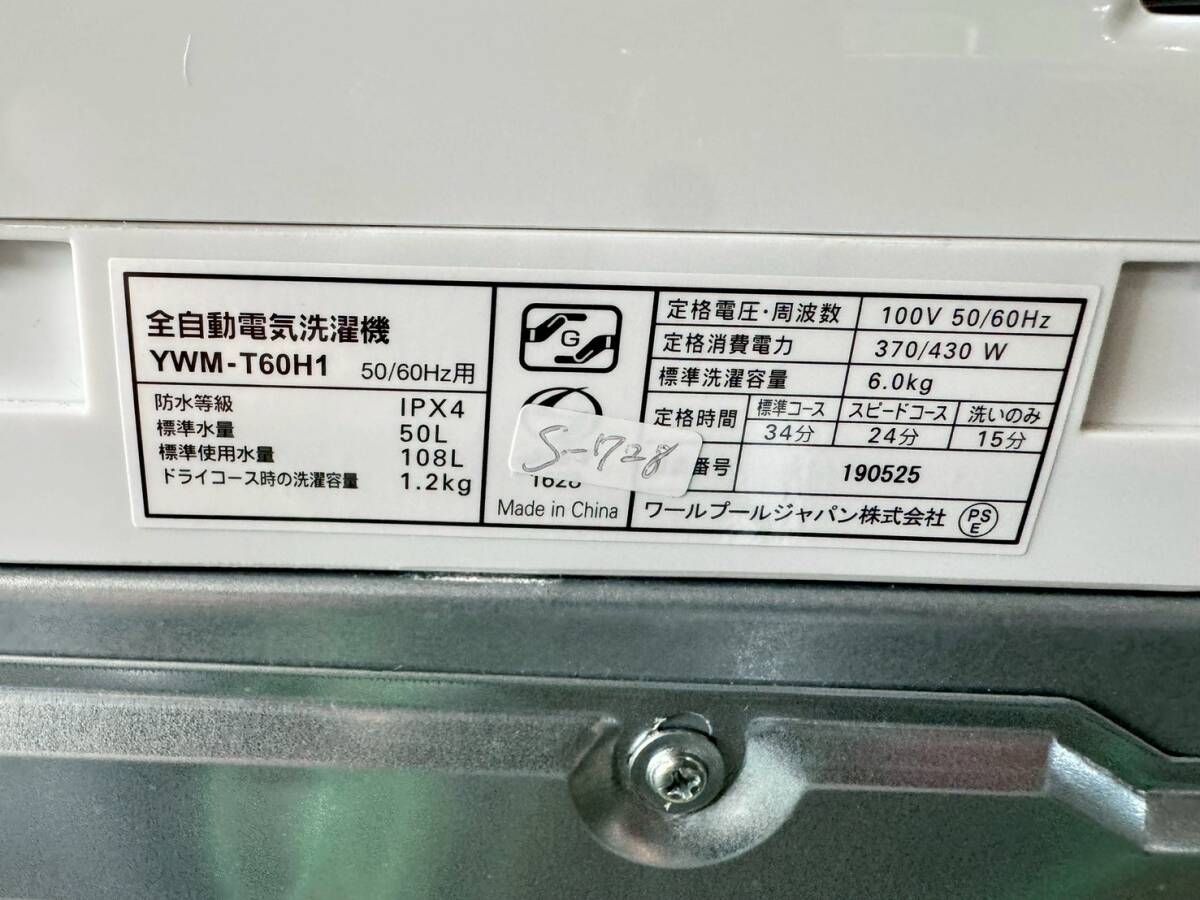 全自動電気洗濯機
YWM-T60H1 50/60Hz用
防水等級 IPX4
標準水量 50L
標準使用水量 108L
ドライコース時の洗濯容量 1.2kg
G
S-1728
Made in China
定格電圧・周波数 100V 50/60Hz
定格消費電力 370/430 W
標準洗濯容量 6.0kg
定格時間 標準コース スピードコース 洗いのみ
34分 24分 15分
番号 190525
ワールプールジャパン株式会社 PSE